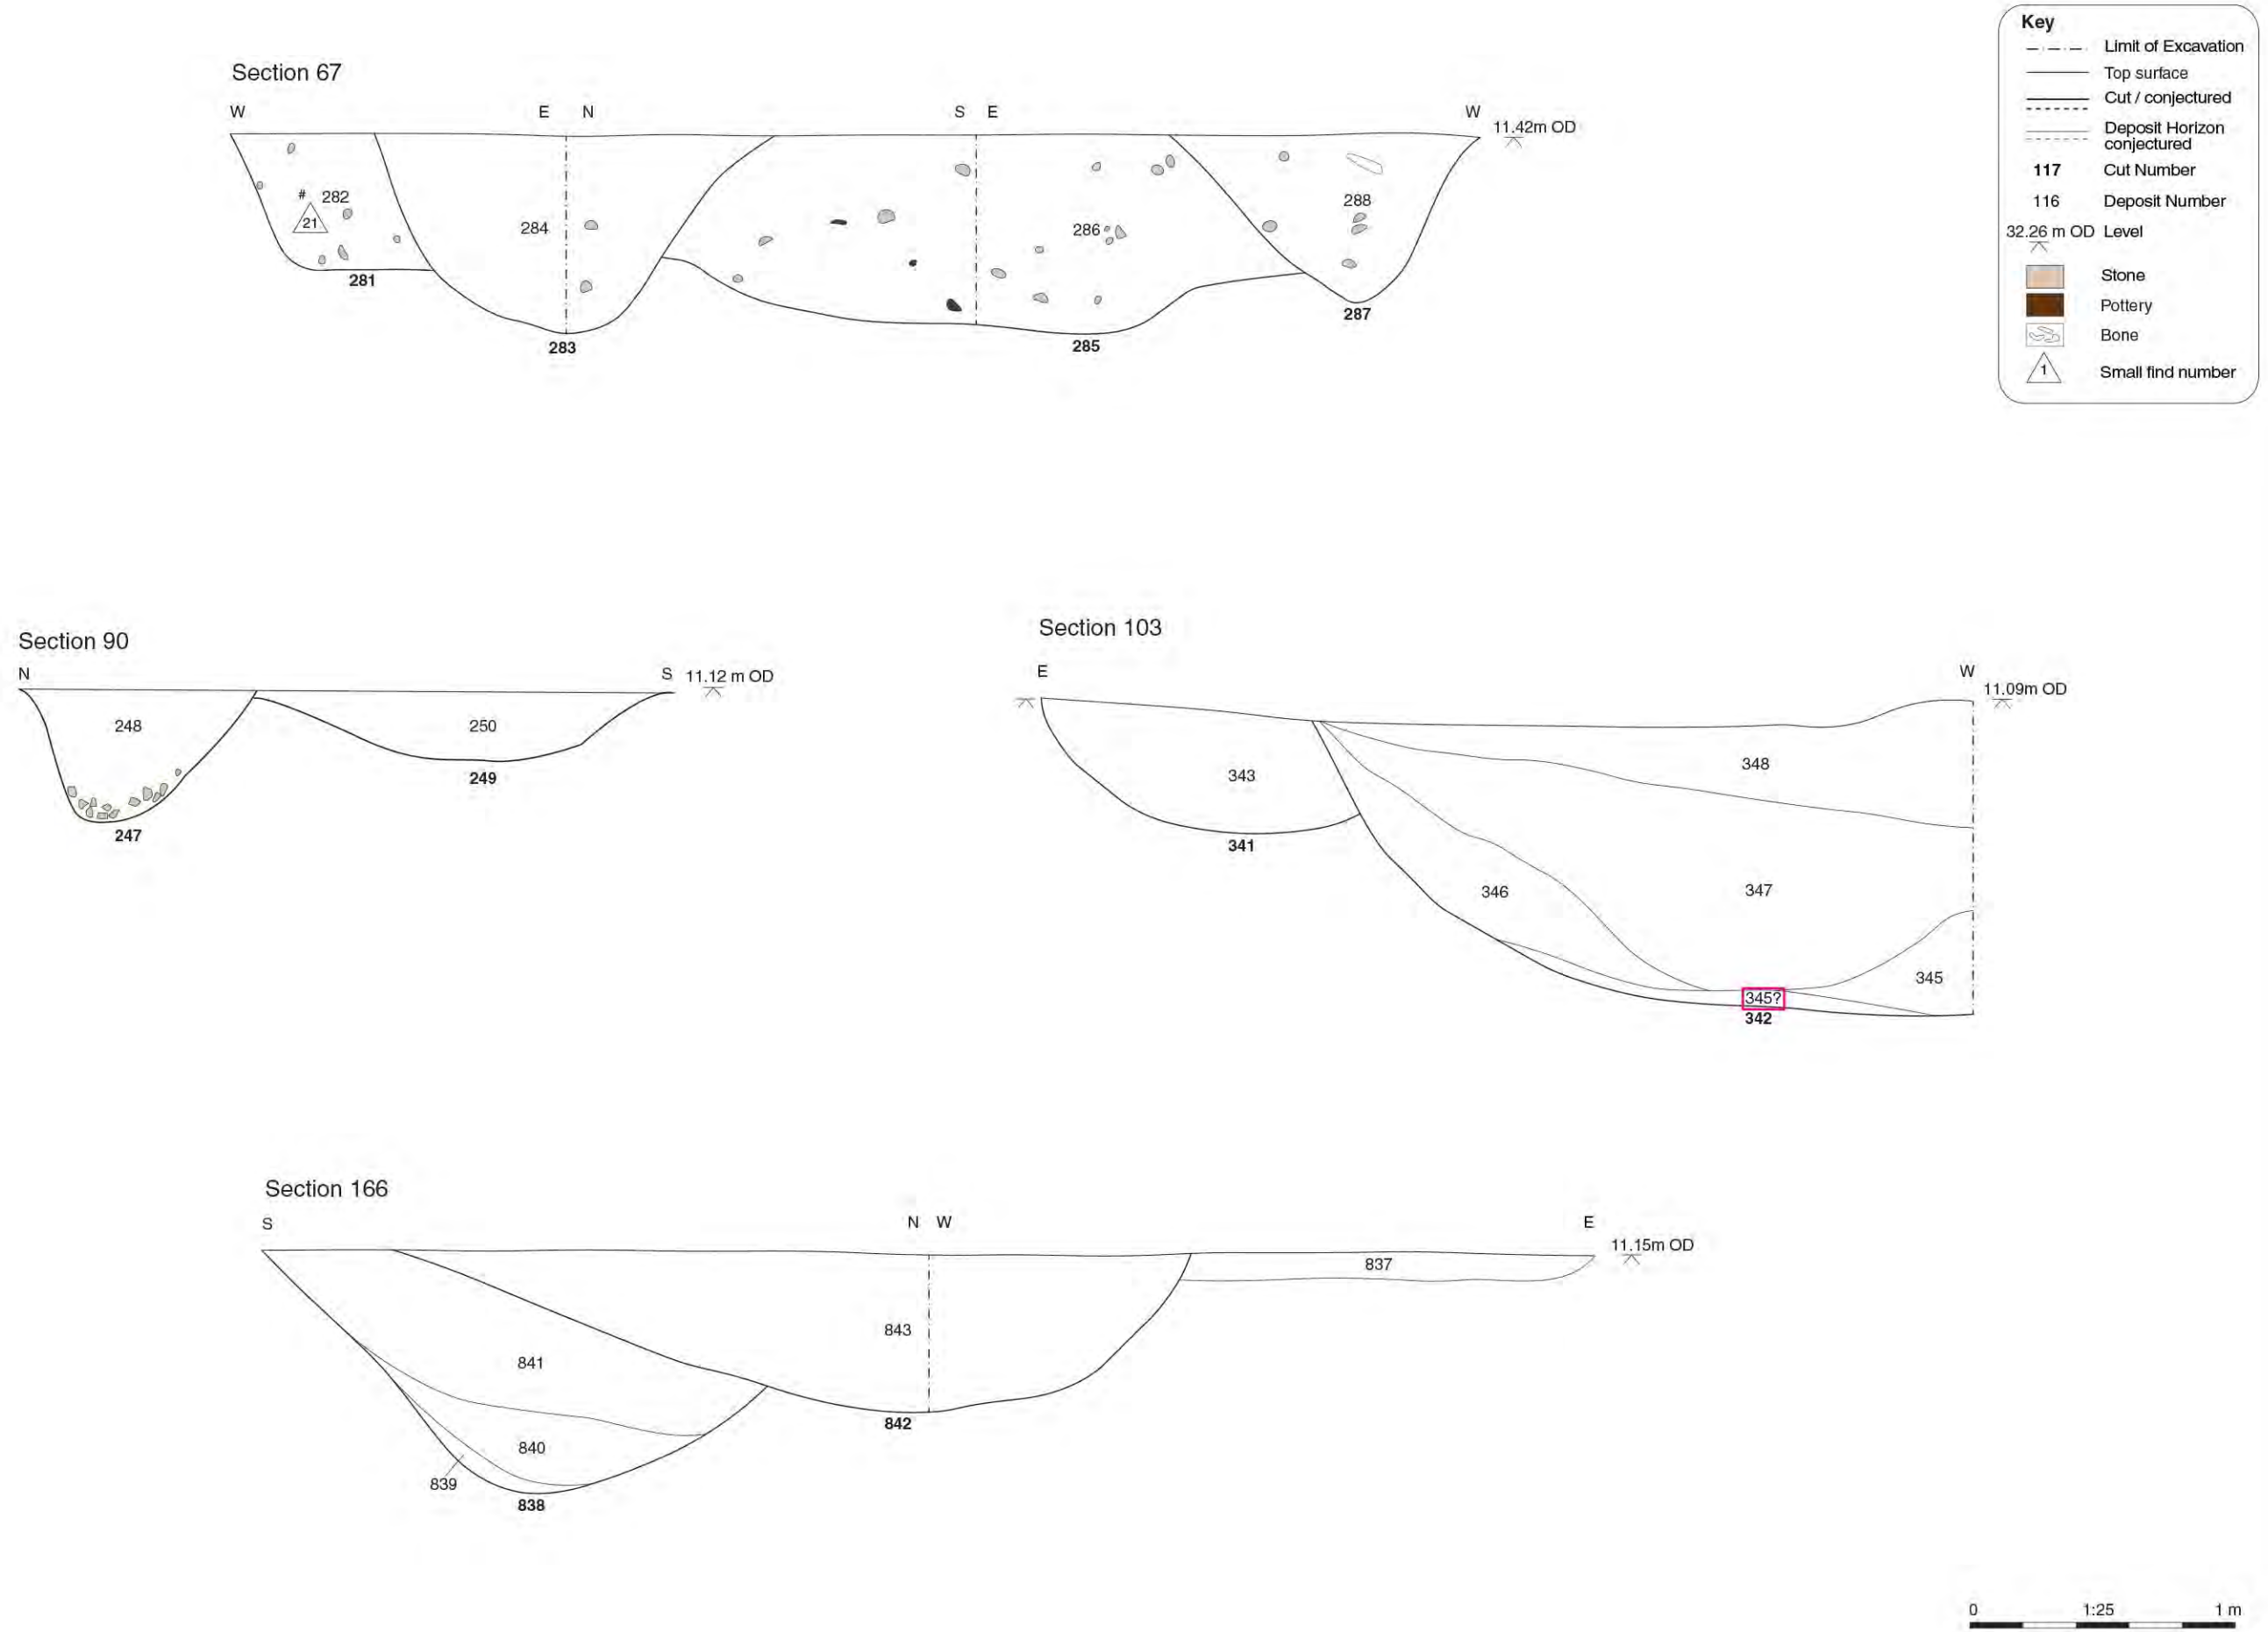 Key
Limit of Excavation
Top surface
Cut / conjectured
Deposit Horizon
conjectured
117 Cut Number
116 Deposit Number
32.26 m OD Level
Stone
Pottery
Bone
1 Small find number
Section 67
W E N S E W
11.42m OD
# 282
21
284
286
288
281
283
285
287
Section 90
N S 11.12 m OD
248
250
249
247
Section 103
E W
11.09m OD
343
348
341
346
347
345
345?
342
Section 166
S N W E
11.15m OD
837
843
841
842
840
839
838
0 1:25 1 m